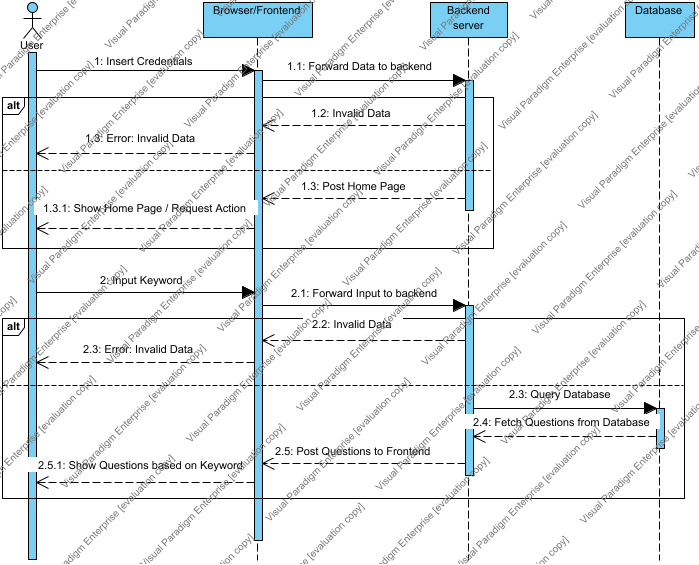 Browser/Frontend
Backend
server
Database
User
1: Insert Credentials
1.1: Forward Data to backend
alt
1.2: Invalid Data
1.3: Error: Invalid Data
1.3: Post Home Page
1.3.1: Show Home Page / Request Action
2: Input Keyword
2.1: Forward Input to backend
alt
2.2: Invalid Data
2.3: Error: Invalid Data
2.3: Query Database
2.4: Fetch Questions from Database
2.5: Post Questions to Frontend
2.5.1: Show Questions based on Keyword
Visual Paradigm Enterprise [evaluation copy]